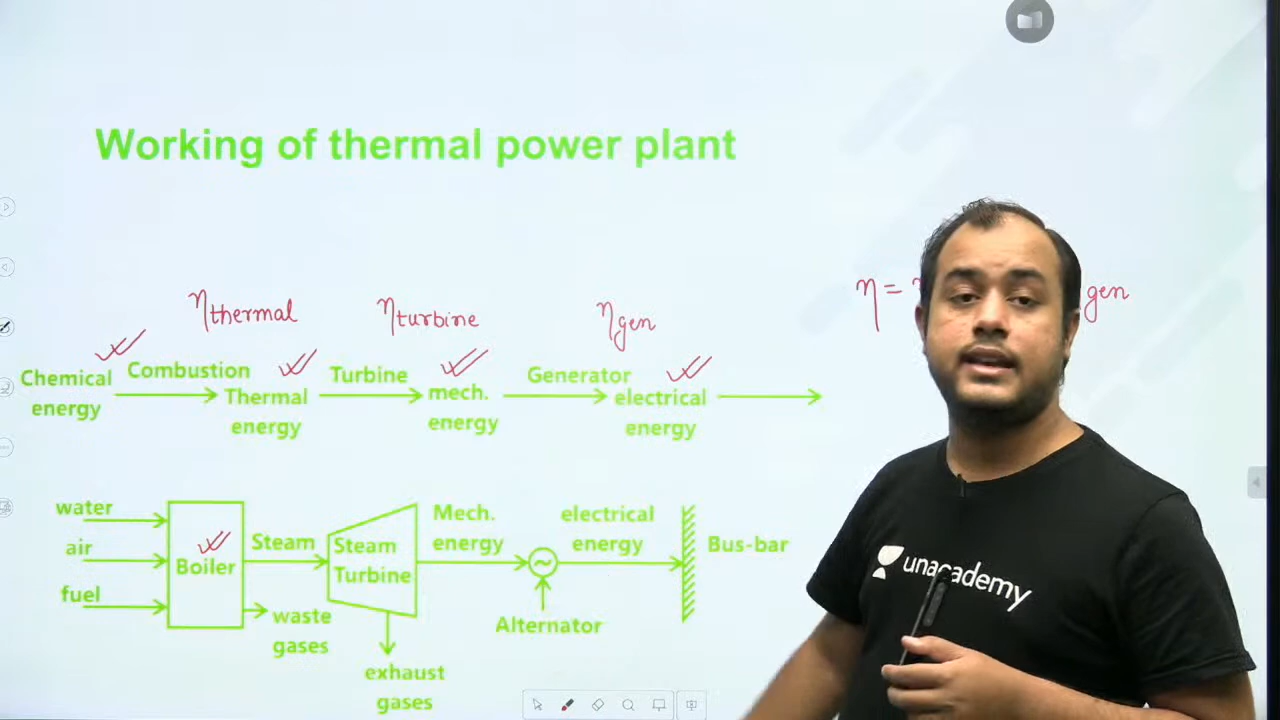 Working of thermal power plant
ηthermal ηturbine ηgen η = gen
Chemical energy Combustion Thermal energy Turbine mech. energy Generator electrical energy
water
air
fuel
Boiler
Steam
waste gases
Steam Turbine
exhaust gases
Mech. energy
Alternator
electrical energy
Bus-bar
unacademy